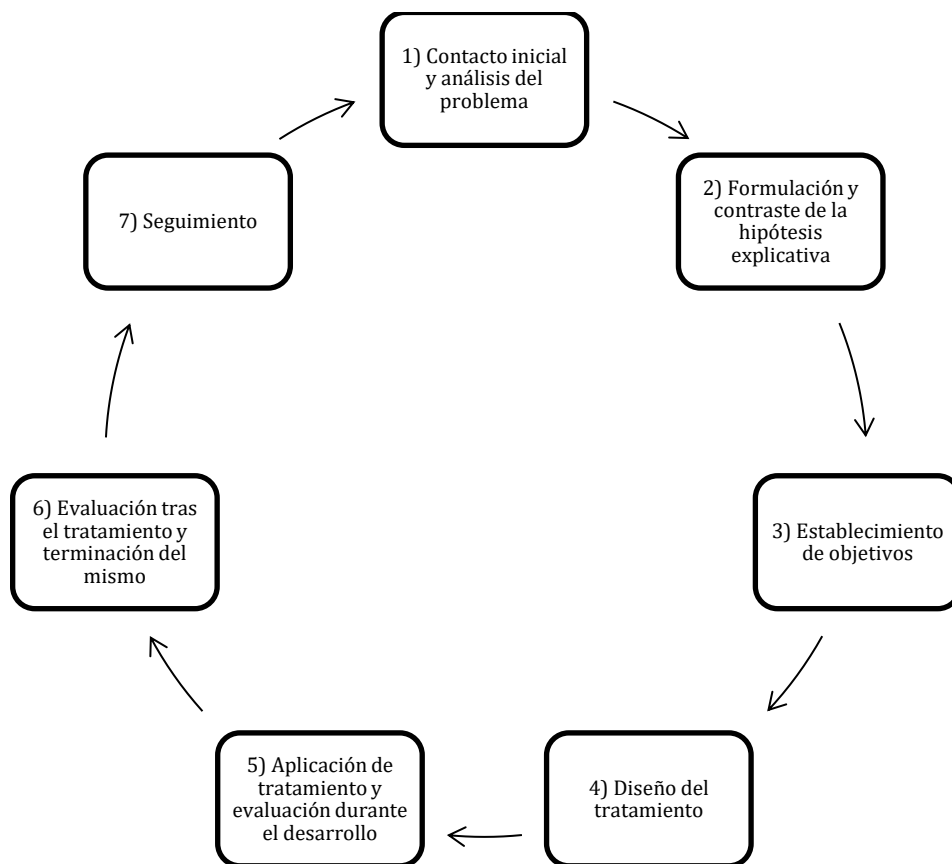 1) Contacto inicial
y análisis del
problema
2) Formulación y
contraste de la
hipótesis
explicativa
3) Establecimiento
de objetivos
4) Diseño del
tratamiento
5) Aplicación de
tratamiento y
evaluación durante
el desarrollo
6) Evaluación tras
el tratamiento y
terminación del
mismo
7) Seguimiento